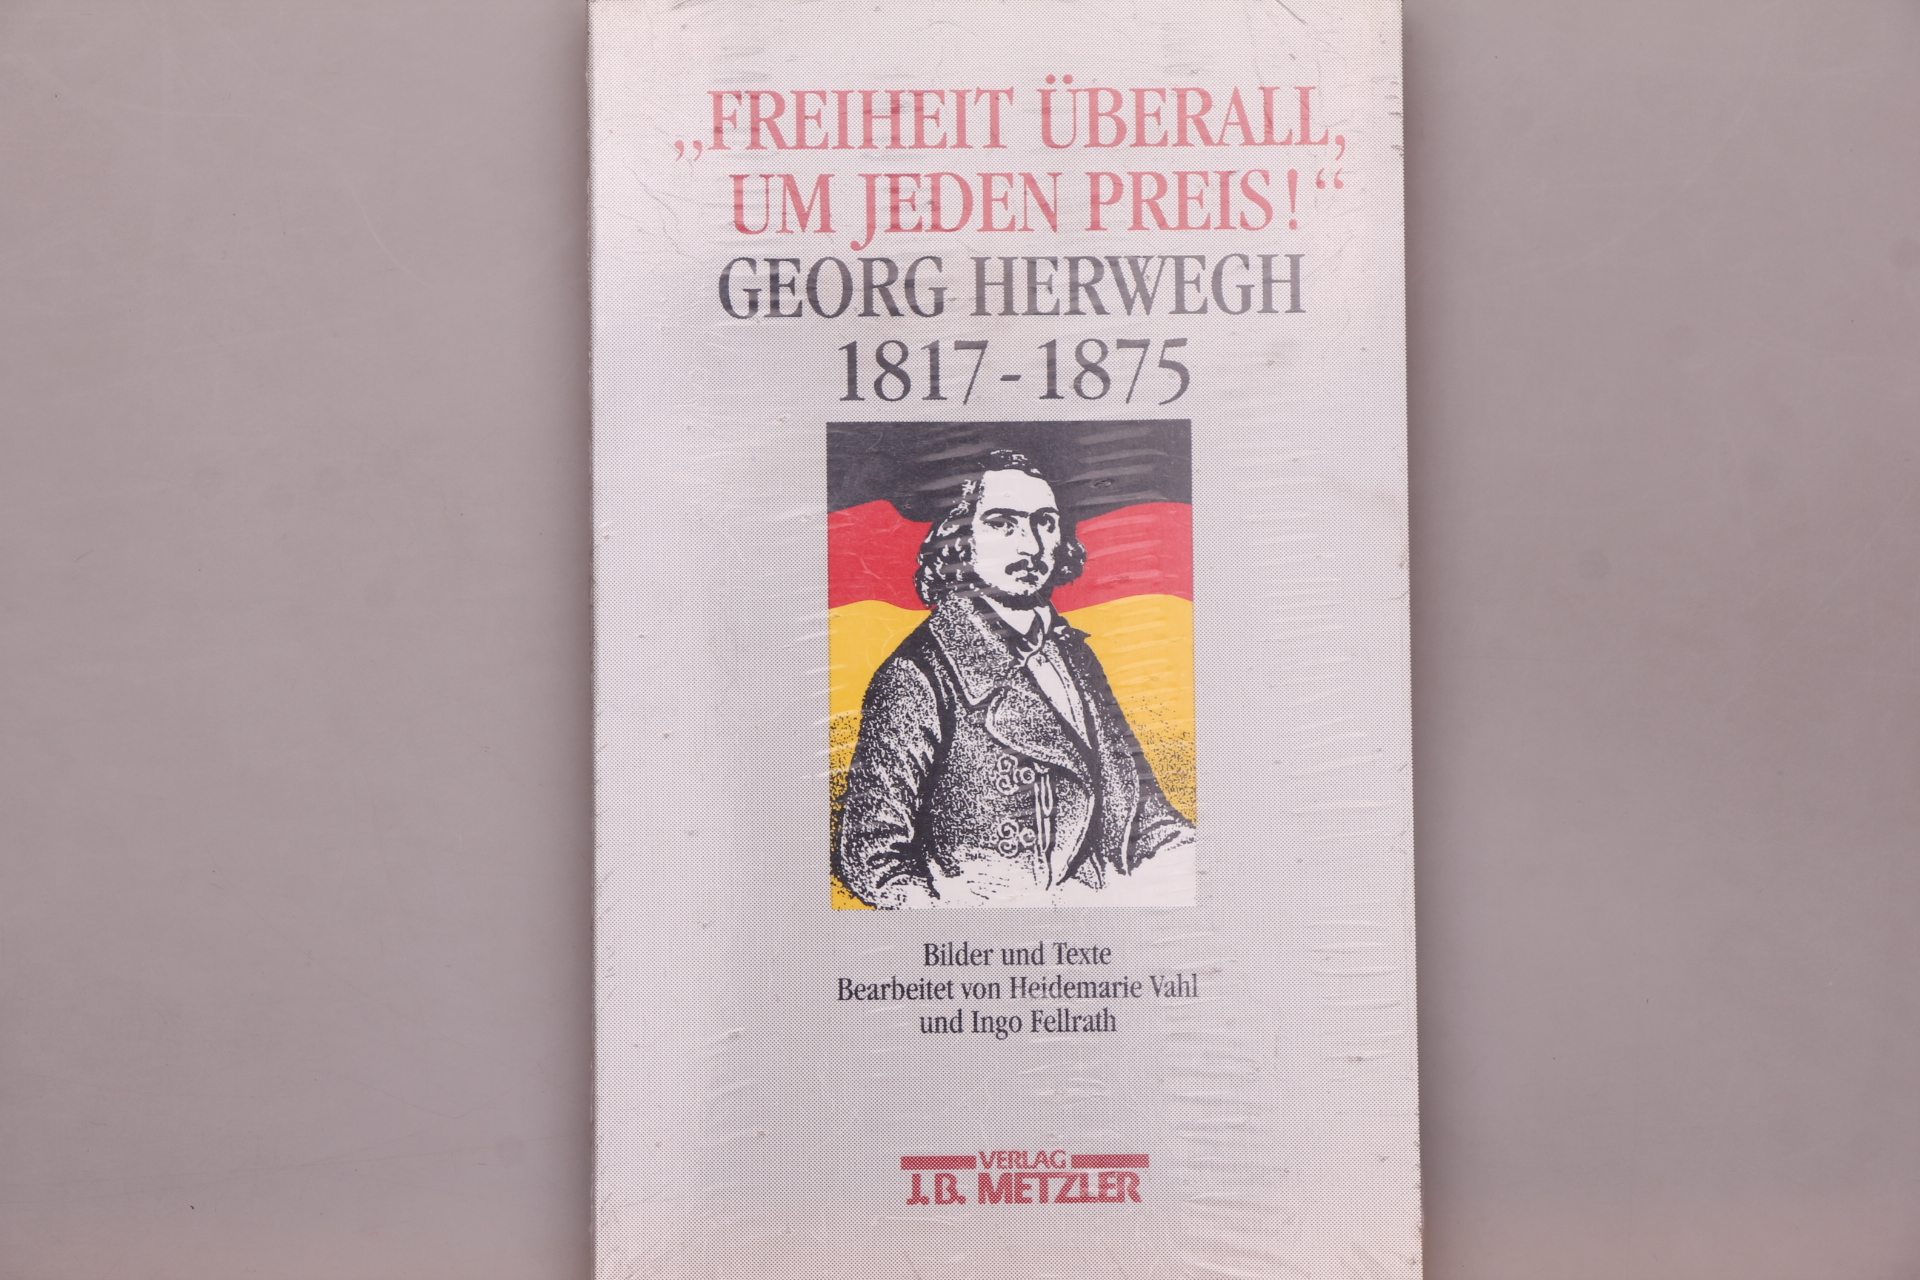 „FREIHEIT ÜBERALL,
UM JEDEN PREIS!“
GEORG HERWEGH
1817-1875
Bilder und Texte
Bearbeitet von Heidemarie Vahl
und Ingo Fellrath
VERLAG
J.B. METZLER